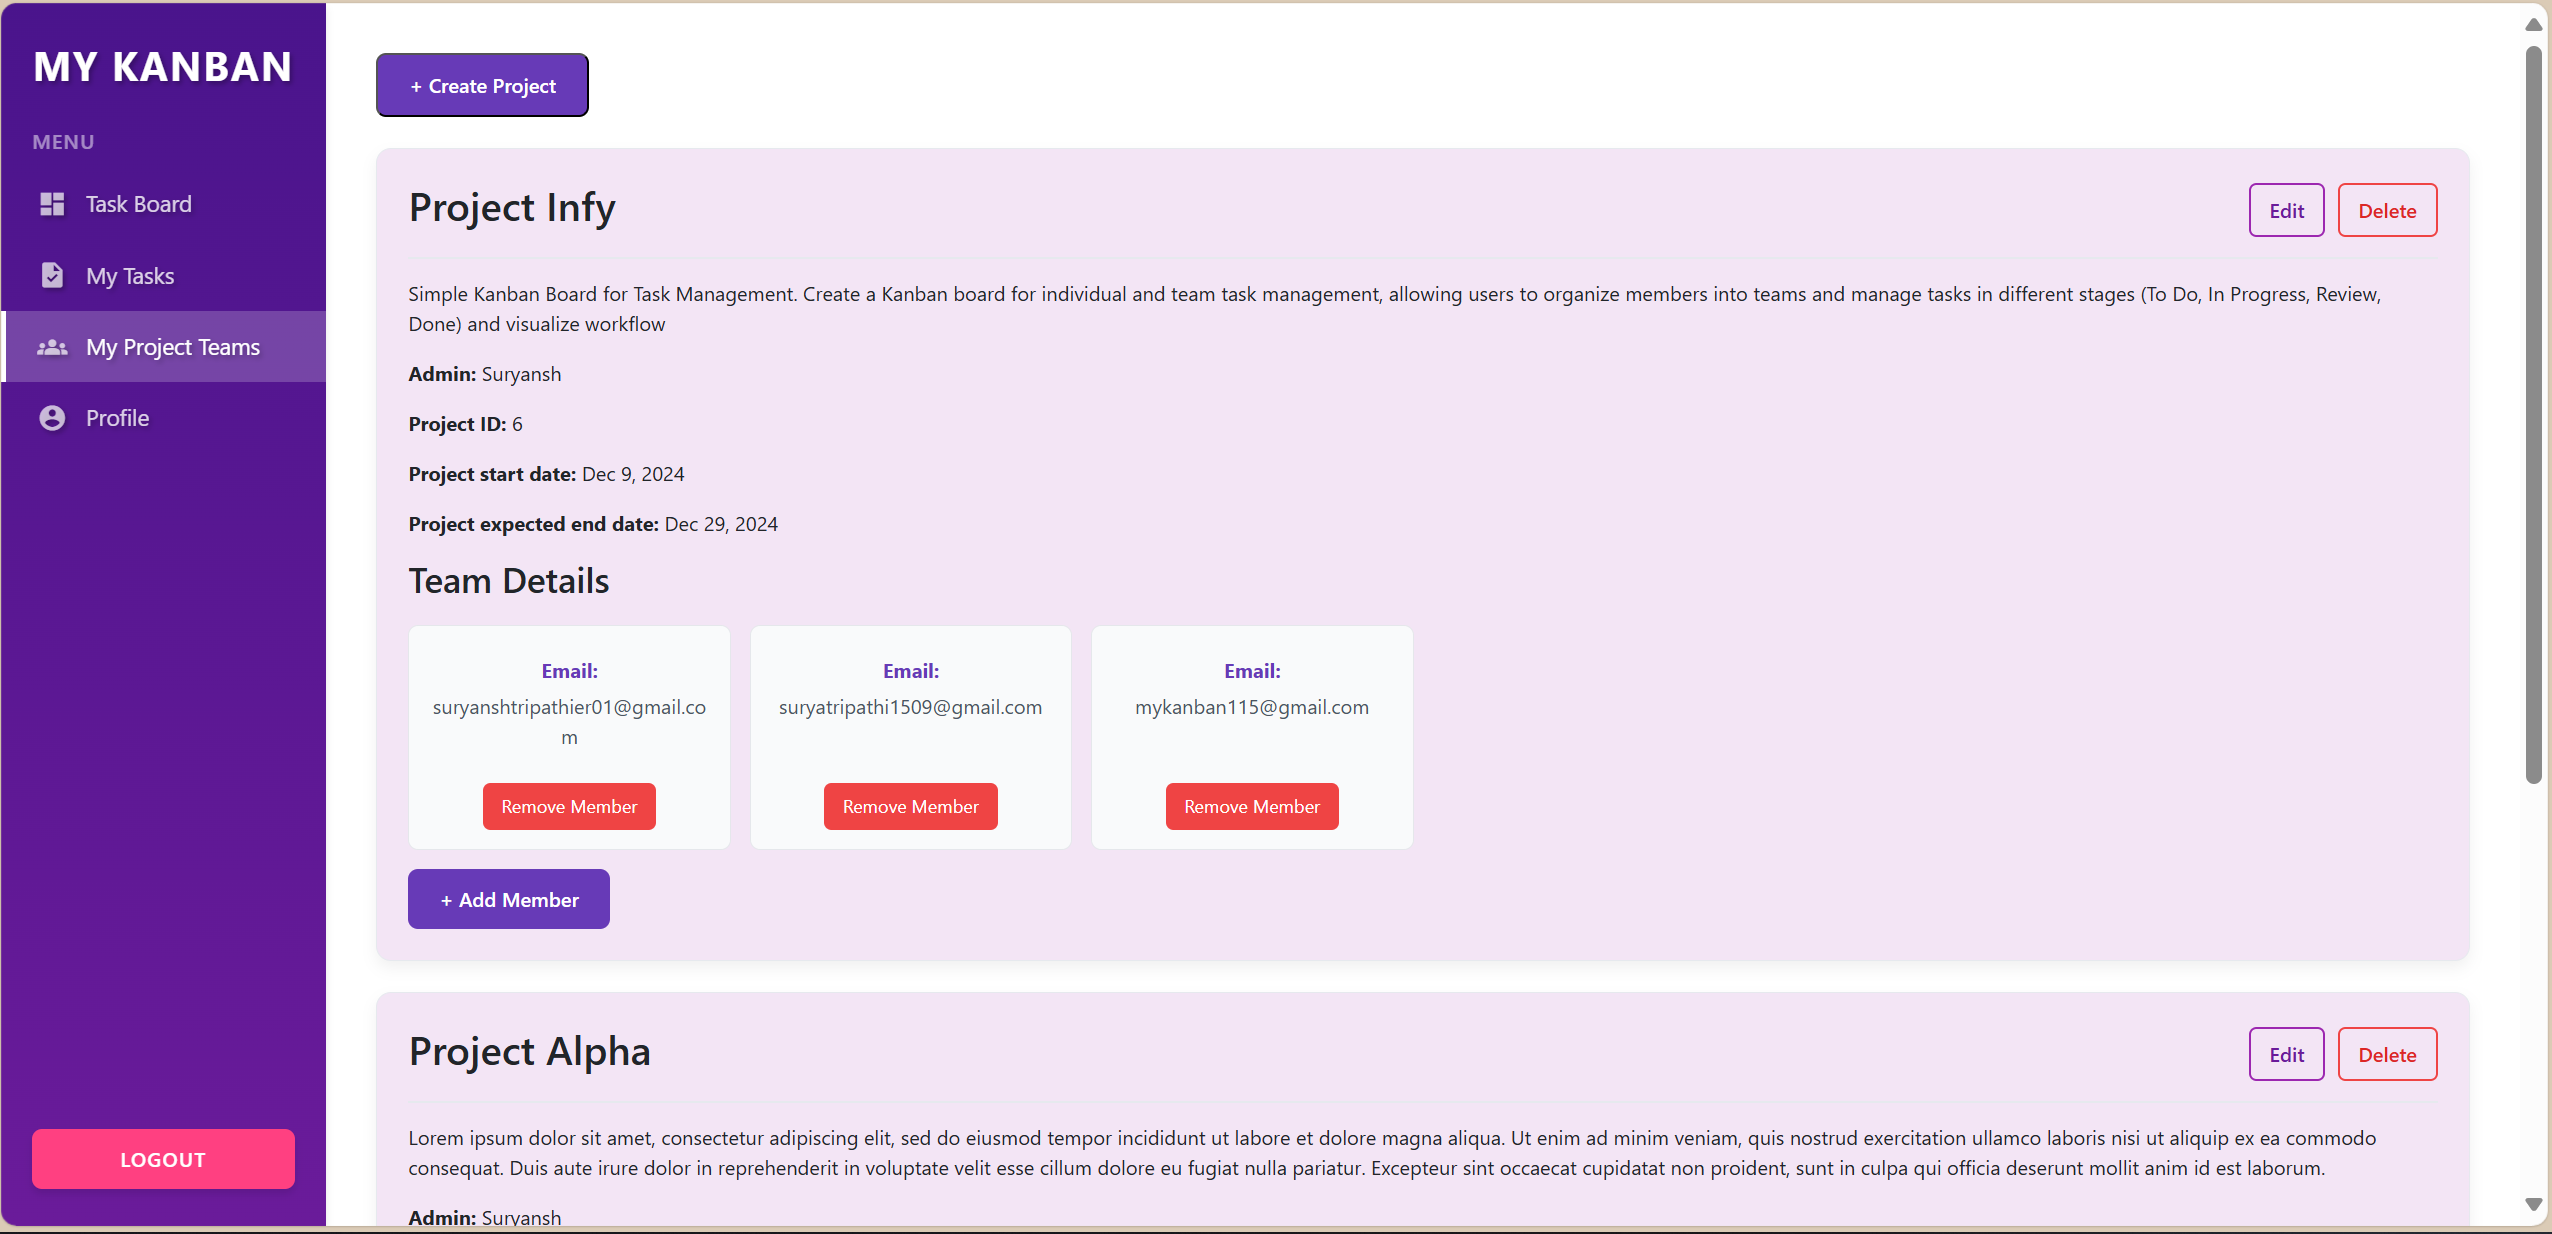 MY KANBAN
MENU
Task Board
My Tasks
My Project Teams
Profile
LOGOUT
+ Create Project
Project Infy
Edit
Delete
Simple Kanban Board for Task Management. Create a Kanban board for individual and team task management, allowing users to organize members into teams and manage tasks in different stages (To Do, In Progress, Review,
Done) and visualize workflow
Admin: Suryansh
Project ID: 6
Project start date: Dec 9, 2024
Project expected end date: Dec 29, 2024
Team Details
Email:
suryanshtripathier01@gmail.co
m
Remove Member
Email:
suryatripathi1509@gmail.com
Remove Member
Email:
mykanban115@gmail.com
Remove Member
+ Add Member
Project Alpha
Edit
Delete
Lorem ipsum dolor sit amet, consectetur adipiscing elit, sed do eiusmod tempor incididunt ut labore et dolore magna aliqua. Ut enim ad minim veniam, quis nostrud exercitation ullamco laboris nisi ut aliquip ex ea commodo
consequat. Duis aute irure dolor in reprehenderit in voluptate velit esse cillum dolore eu fugiat nulla pariatur. Excepteur sint occaecat cupidatat non proident, sunt in culpa qui officia deserunt mollit anim id est laborum.
Admin: Suryansh